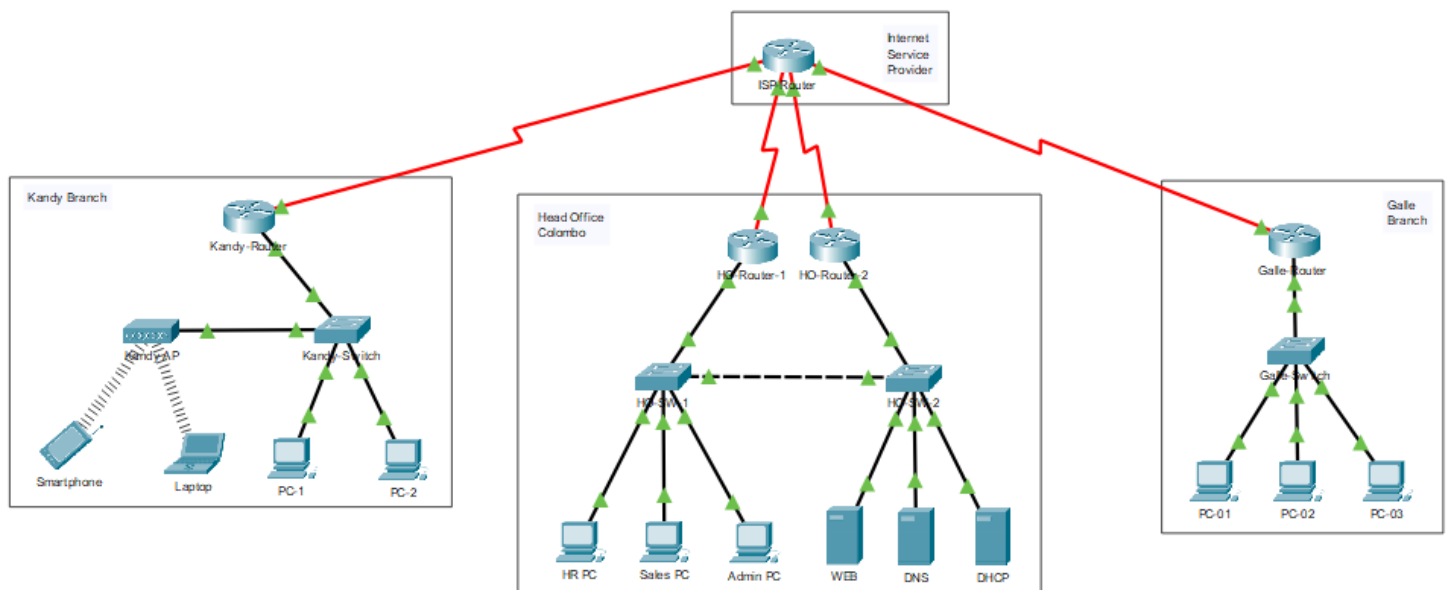 Internet
Service
Provider
ISP Router
Kandy Branch
Kandy-Router
Kandy AP
Kandy-Switch
Smartphone
Laptop
PC-1
PC-2
Head Office
Colombo
HO-Router-1
HO-Router-2
HO-SW-1
HO-SW-2
HR PC
Sales PC
Admin PC
WEB
DNS
DHCP
Galle
Branch
Galle-Router
Galle-Switch
PC-01
PC-02
PC-03